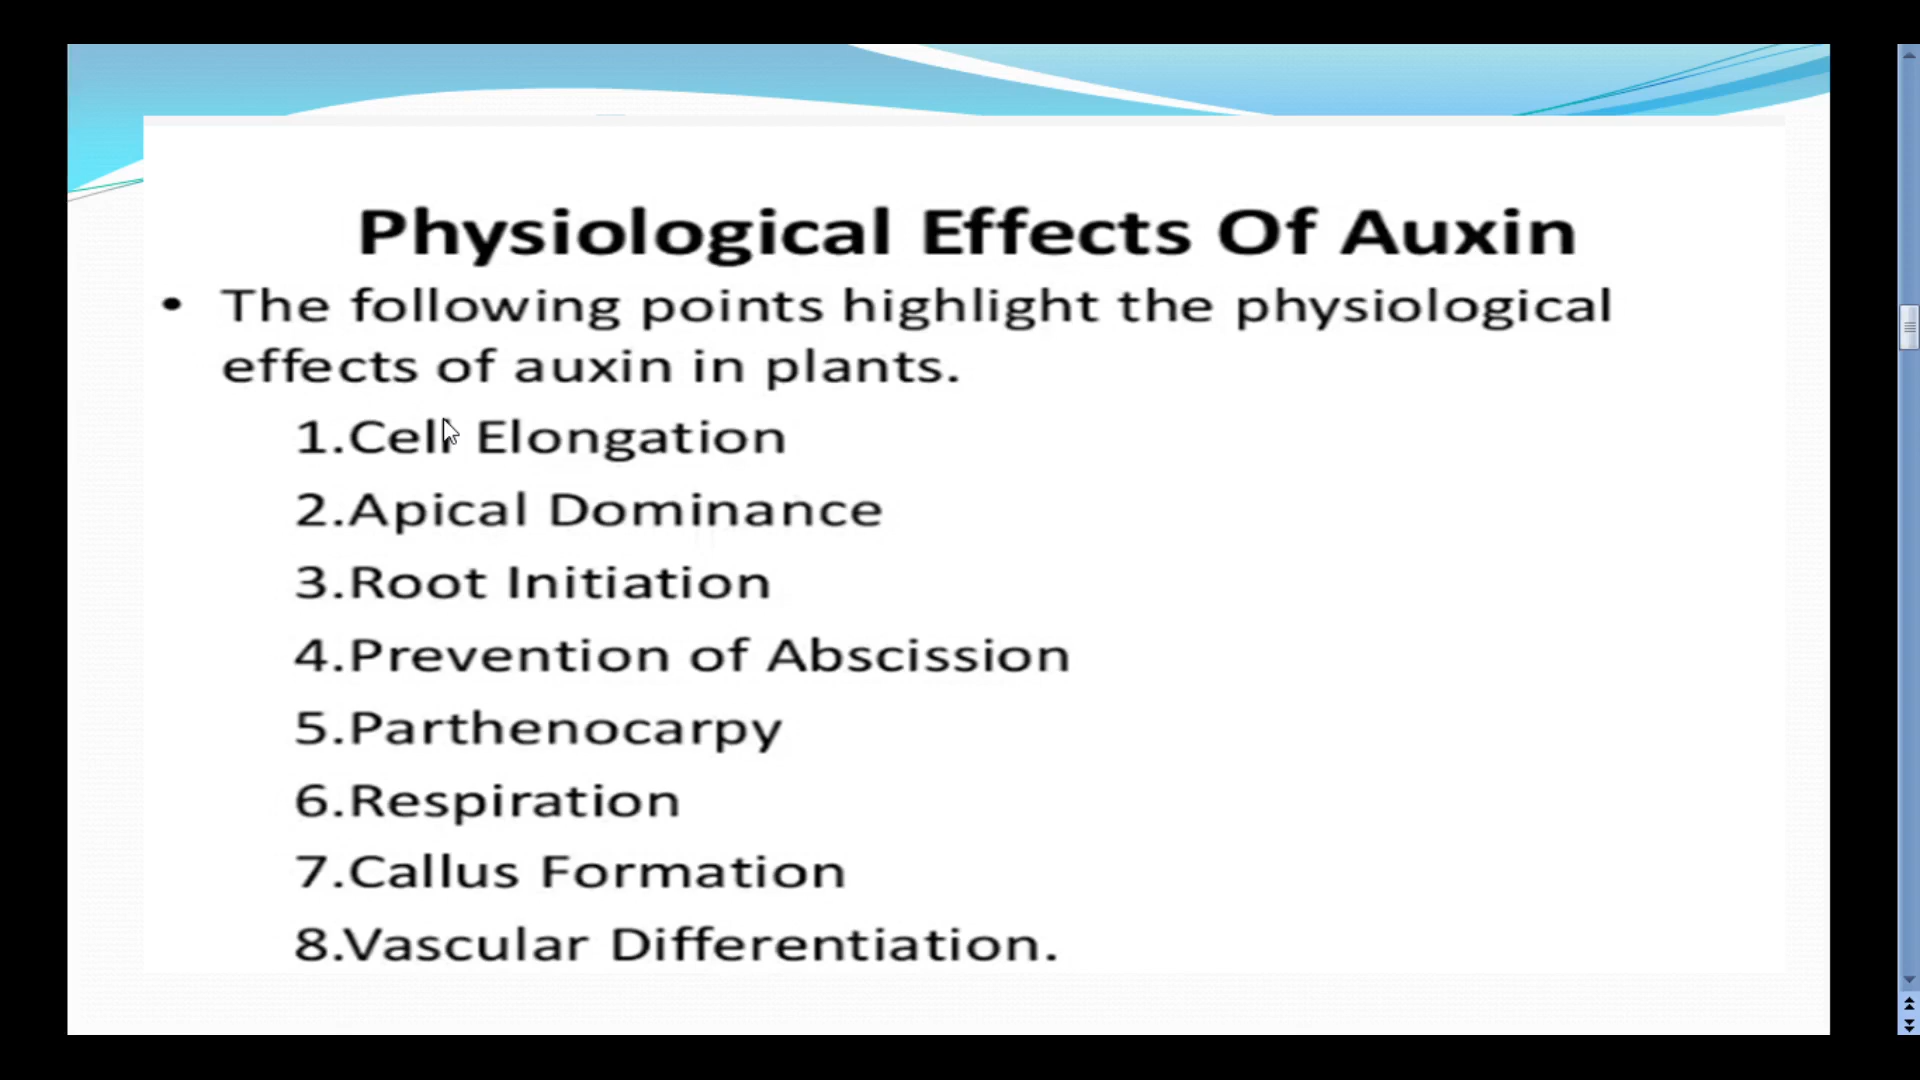 Physiological Effects Of Auxin
• The following points highlight the physiological
effects of auxin in plants.
1.Cell Elongation
2.Apical Dominance
3.Root Initiation
4.Prevention of Abscission
5.Parthenocarpy
6.Respiration
7.Callus Formation
8.Vascular Differentiation.